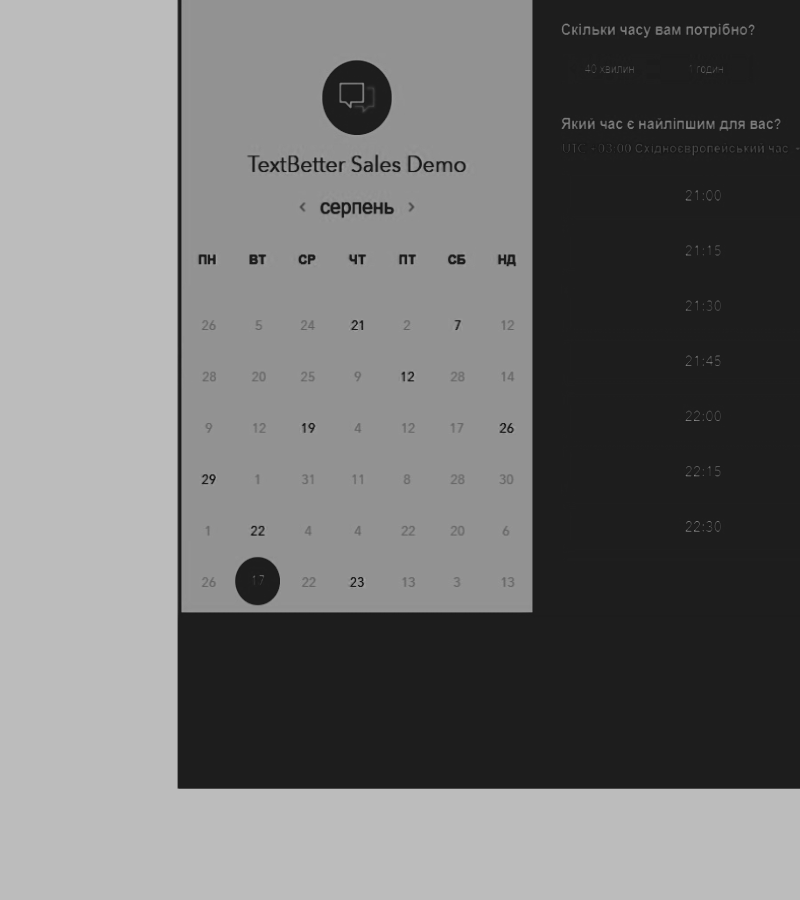 TextBetter Sales Demo
< серпень >
ПН ВТ СР ЧТ ПТ СБ НД
26 5 24 21 2 7 12
28 20 25 9 12 28 14
9 12 19 4 12 17 26
29 1 31 11 8 28 30
1 22 4 4 22 20 6
26 17 22 23 13 3 13
Скільки часу вам потрібно?
40 хвилин 1 годин
Який час є найліпшим для вас?
UTC - 03:00 Східноєвропейський час
21:00
21:15
21:30
21:45
22:00
22:15
22:30